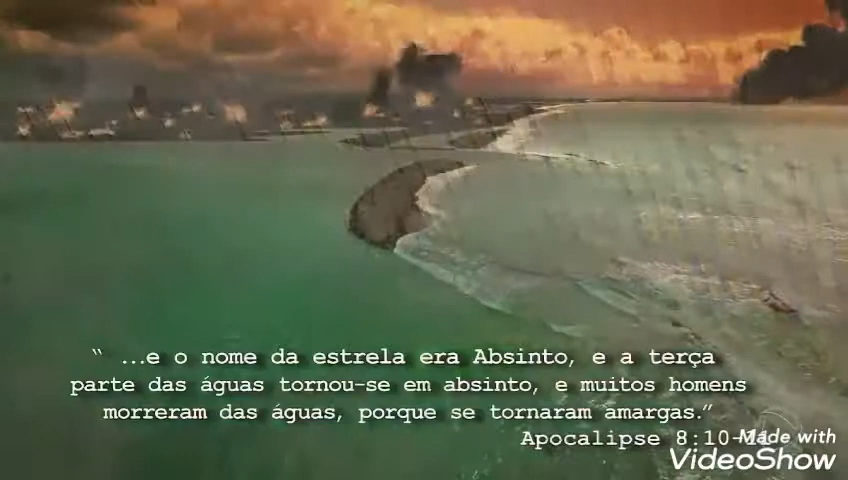 “ …e o nome da estrela era Absinto, e a terça
parte das águas tornou-se em absinto, e muitos homens
morreram das águas, porque se tornaram amargas.”
Apocalipse 8:10-11
Made with
VideoShow